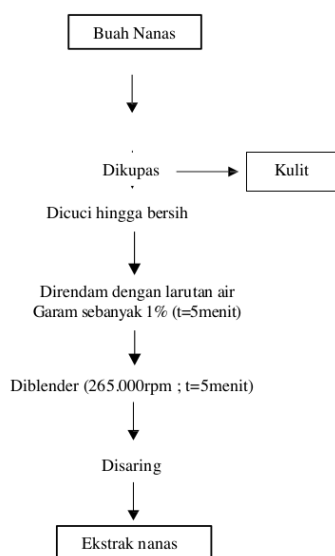 Buah Nanas
Dikupas
Kulit
Dicuci hingga bersih
Direndam dengan larutan air
Garam sebanyak 1% (t=5menit)
Diblender (265.000rpm ; t=5menit)
Disaring
Ekstrak nanas